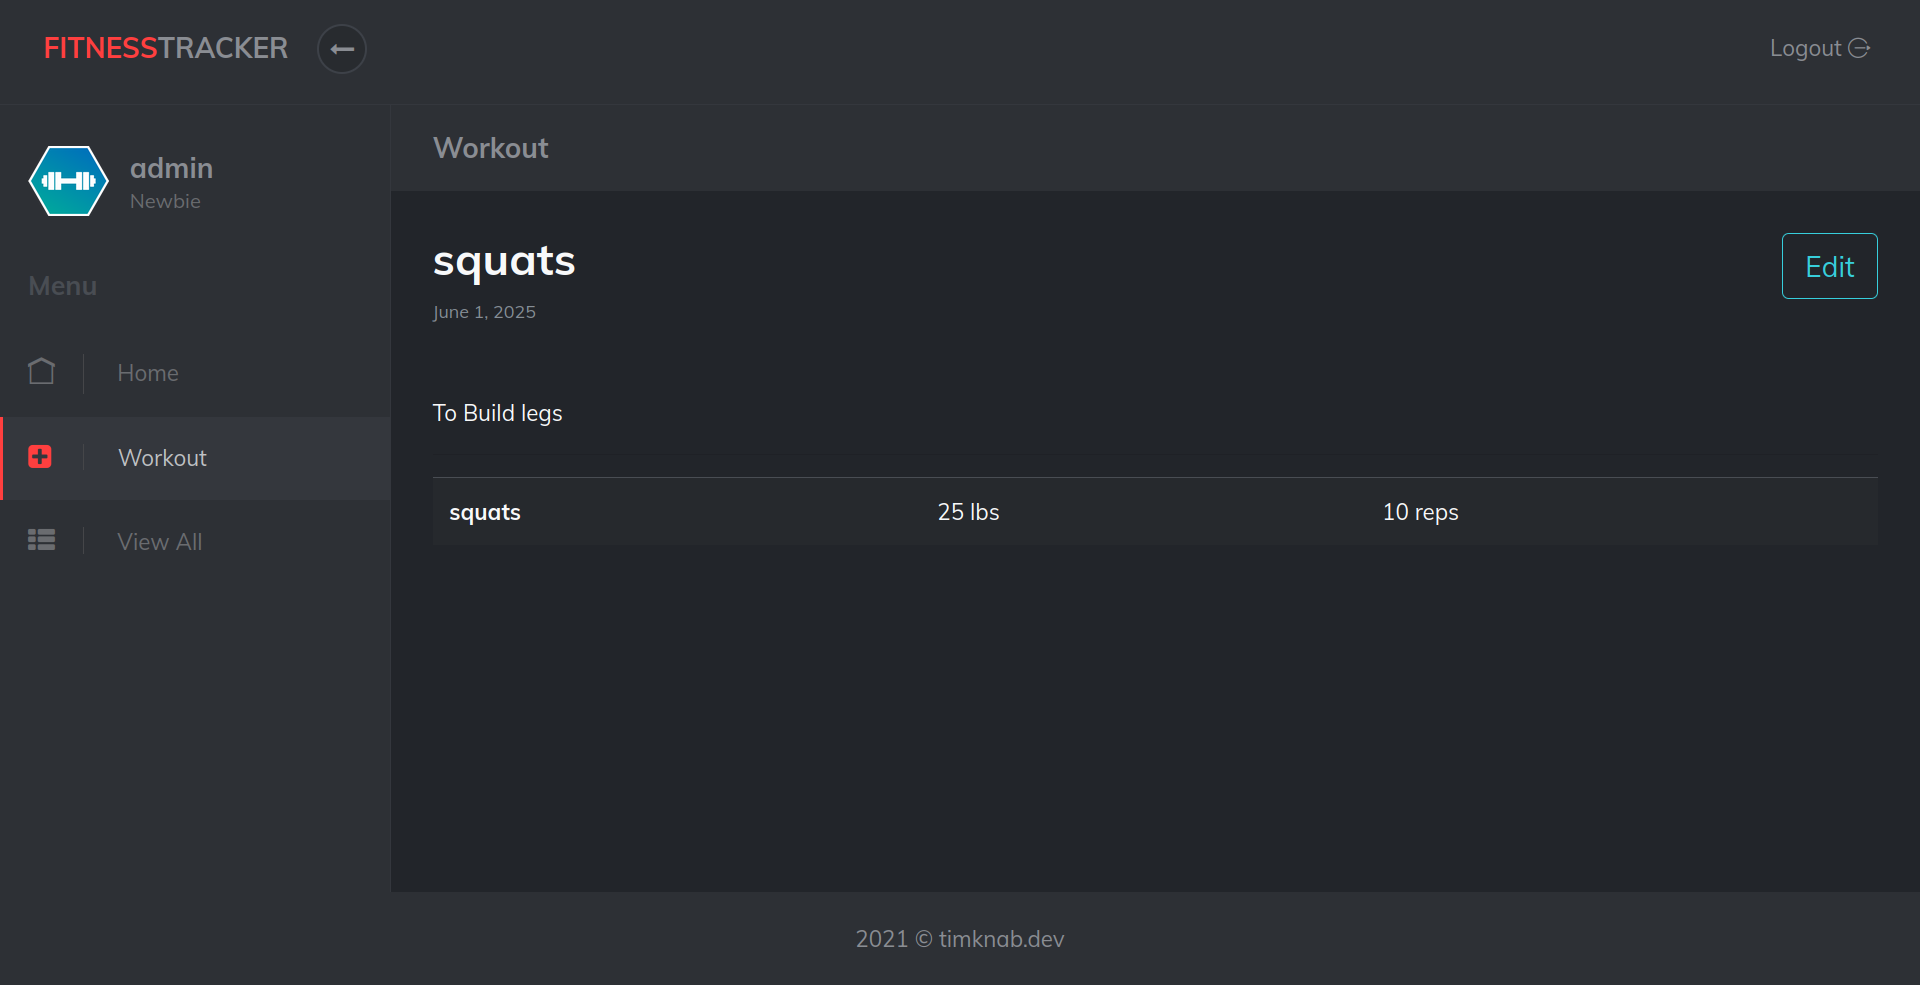 FITNESSTRACKER
Logout
admin
Newbie
Menu
Home
Workout
View All
Workout
squats
Edit
June 1, 2025
To Build legs
squats 25 lbs 10 reps
2021 © timknab.dev